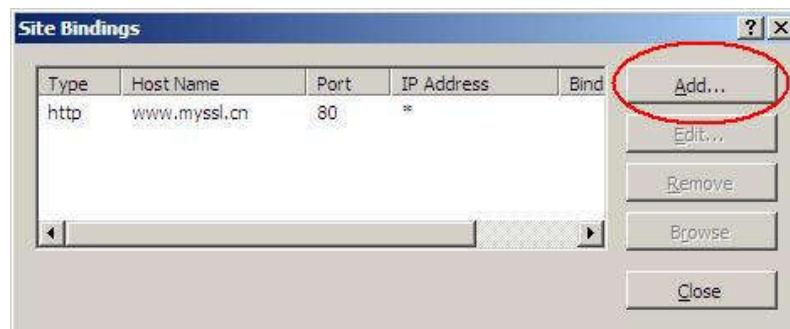 Site Bindings
Type Host Name Port IP Address Bind
http www.myssl.cn 80 *
Add...
Edit...
Remove
Browse
Close